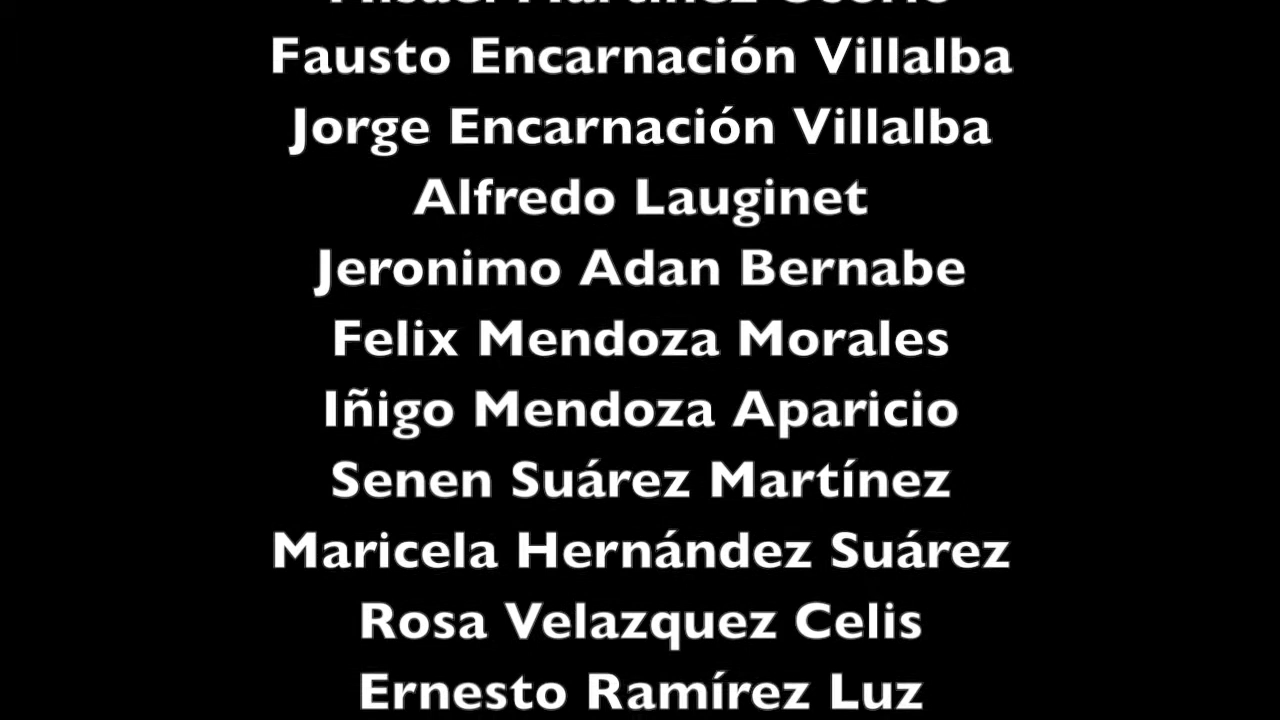 Fausto Encarnación Villalba
Jorge Encarnación Villalba
Alfredo Lauginet
Jeronimo Adan Bernabe
Felix Mendoza Morales
Iñigo Mendoza Aparicio
Senen Suárez Martínez
Maricela Hernández Suárez
Rosa Velazquez Celis
Ernesto Ramírez Luz